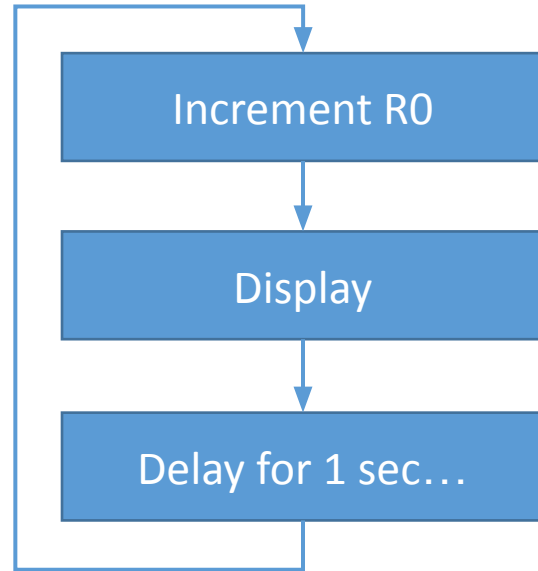 Increment R0
Display
Delay for 1 sec…